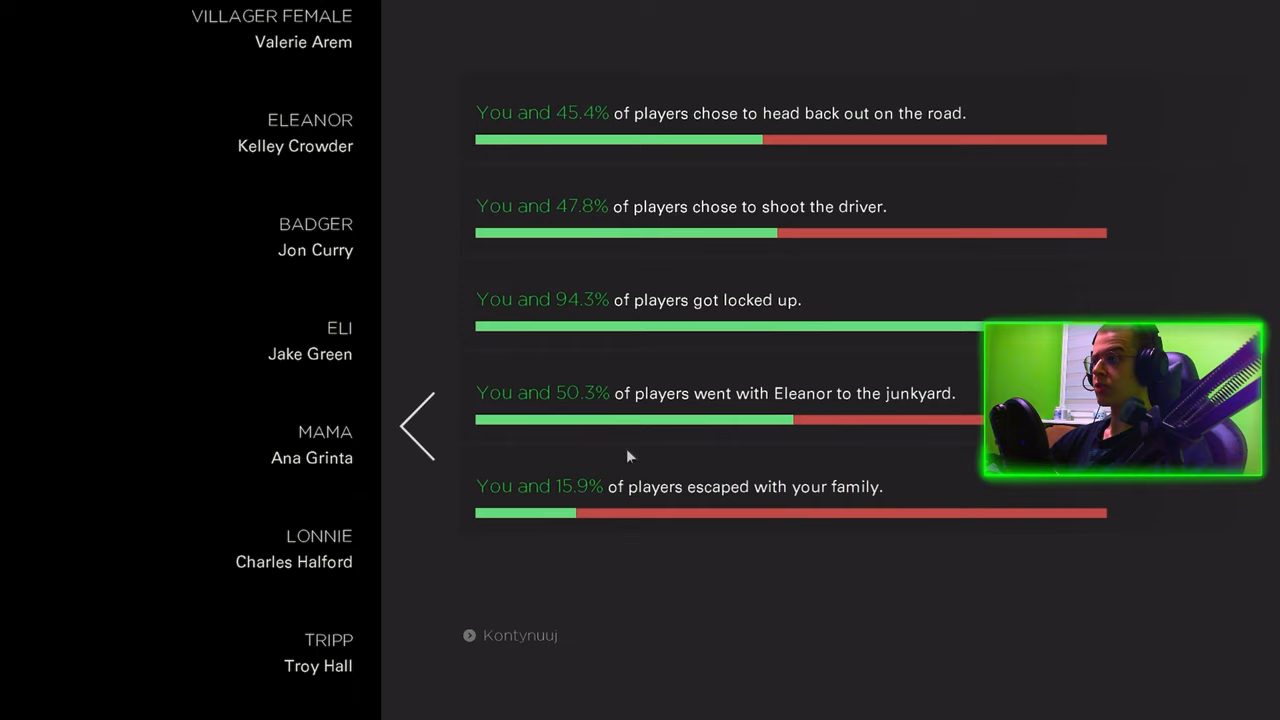 VILLAGER FEMALE
Valerie Arem
ELEANOR
Kelley Crowder
BADGER
Jon Curry
ELI
Jake Green
MAMA
Ana Grinta
LONNIE
Charles Halford
TRIPP
Troy Hall
You and 45.4% of players chose to head back out on the road.
You and 47.8% of players chose to shoot the driver.
You and 94.3% of players got locked up.
You and 50.3% of players went with Eleanor to the junkyard.
You and 15.9% of players escaped with your family.
Kontynuuj